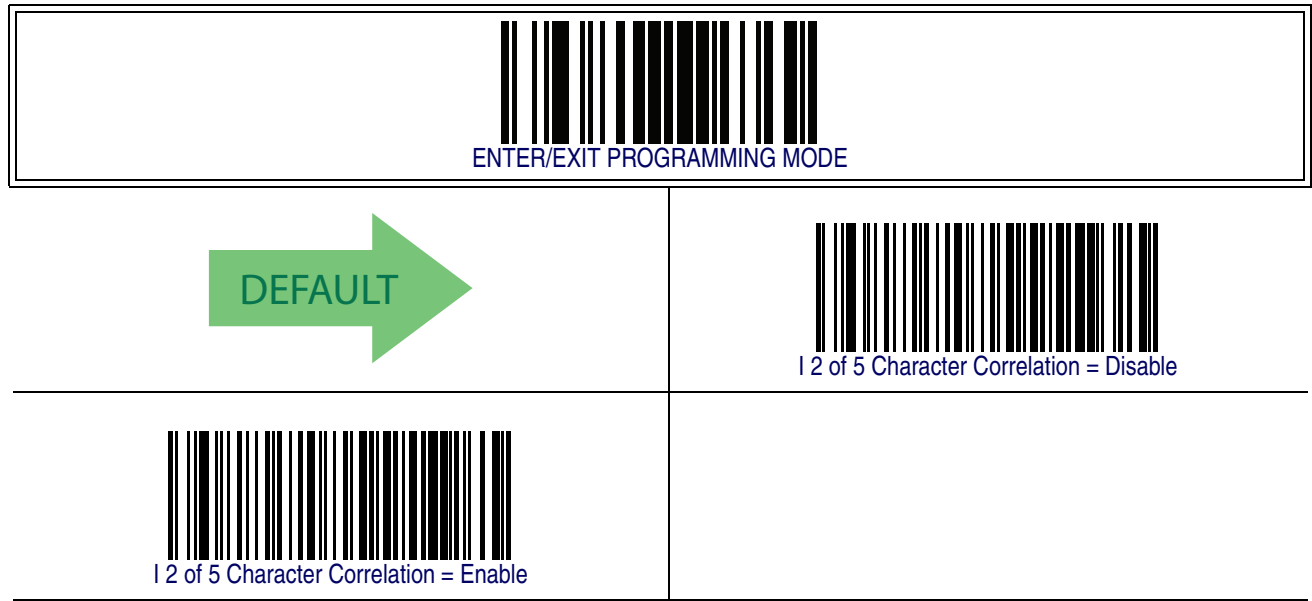 ENTER/EXIT PROGRAMMING MODE
DEFAULT
I 2 of 5 Character Correlation = Disable
I 2 of 5 Character Correlation = Enable